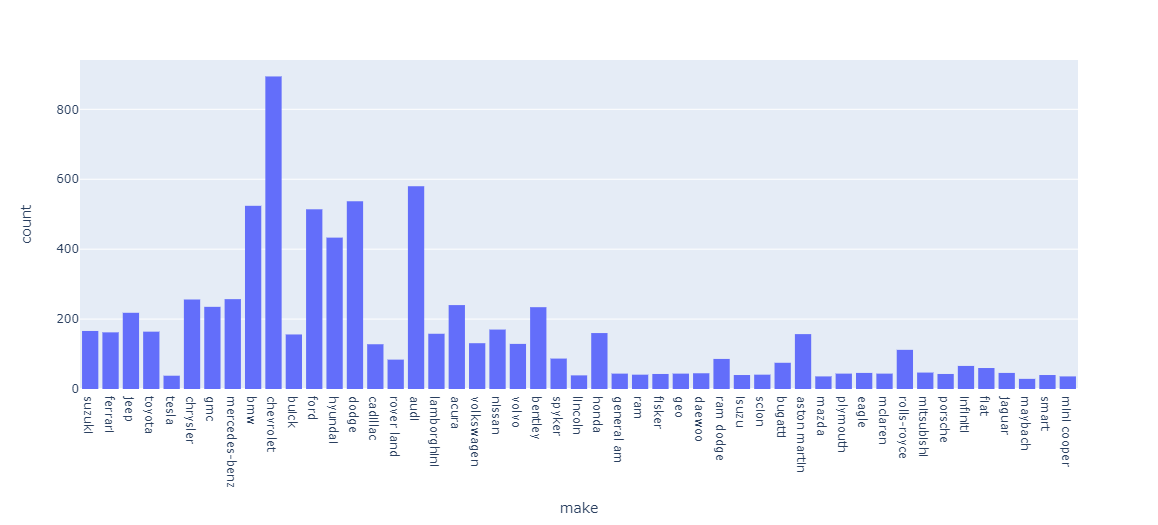 count
800
600
400
200
0
suzuki
ferrari
jeep
toyota
tesla
chrysler
gmc
mercedes-benz
bmw
chevrolet
buick
ford
hyundai
dodge
cadillac
rover land
audi
lamborghini
acura
volkswagen
nissan
volvo
bentley
spyker
lincoln
honda
general am
ram
fisker
geo
daewoo
ram dodge
isuzu
scion
bugatti
aston martin
mazda
plymouth
eagle
mclaren
rolls-royce
mitsubishi
porsche
infiniti
fiat
jaguar
maybach
smart
mini cooper
make